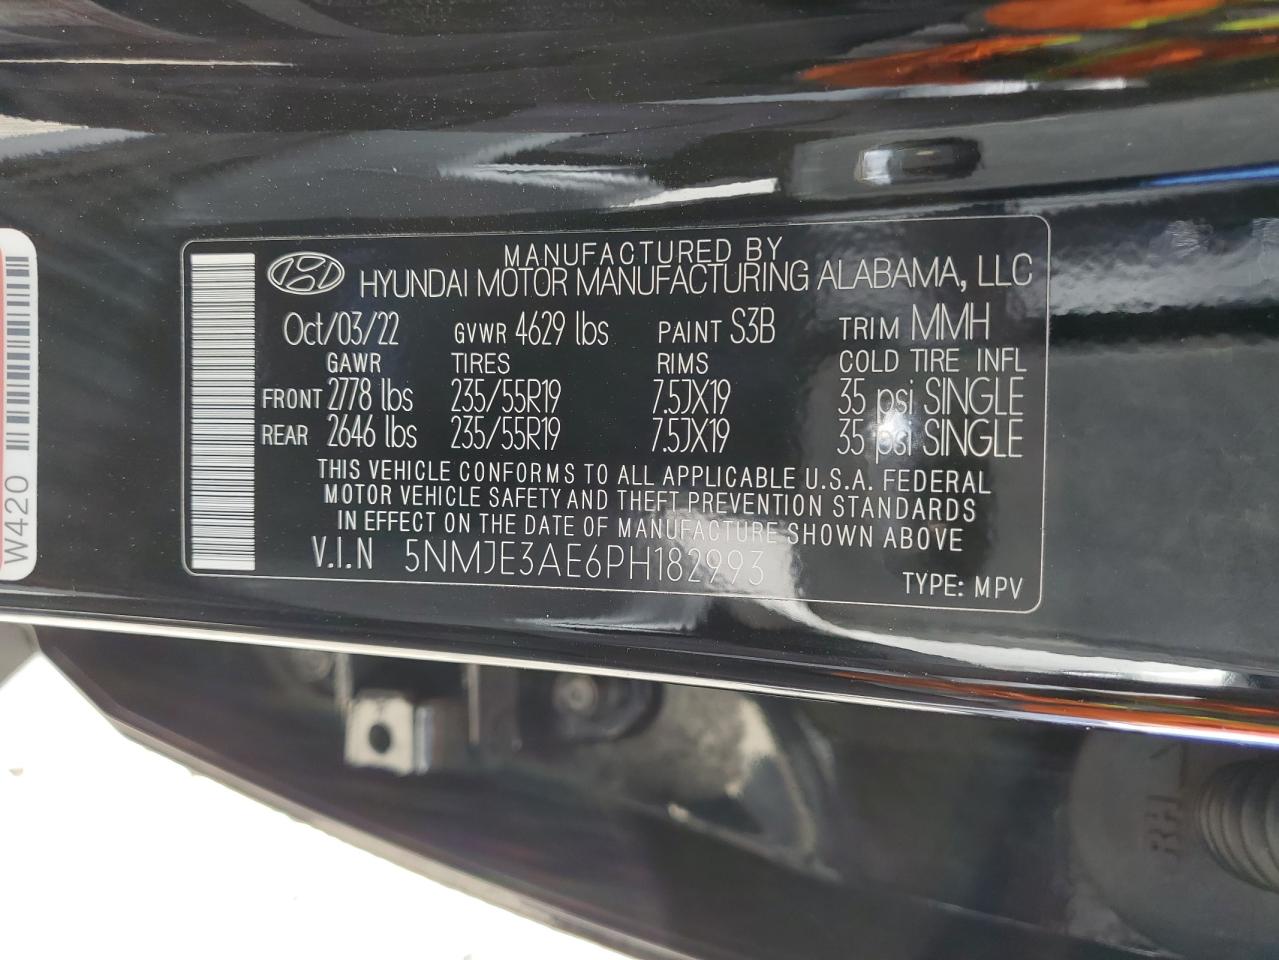 MANUFACTURED BY
HYUNDAI MOTOR MANUFACTURING ALABAMA, LLC
Oct/03/22 GVWR 4629 lbs PAINT S3B TRIM MMH
GAWR TIRES RIMS COLD TIRE INFL
FRONT 2778 lbs 235/55R19 7.5JX19 35 psi SINGLE
REAR 2646 lbs 235/55R19 7.5JX19 35 psi SINGLE
THIS VEHICLE CONFORMS TO ALL APPLICABLE U.S.A. FEDERAL
MOTOR VEHICLE SAFETY AND THEFT PREVENTION STANDARDS
IN EFFECT ON THE DATE OF MANUFACTURE SHOWN ABOVE
V.I.N 5NMJE3AE6PH182993
TYPE: MPV
W420
RH